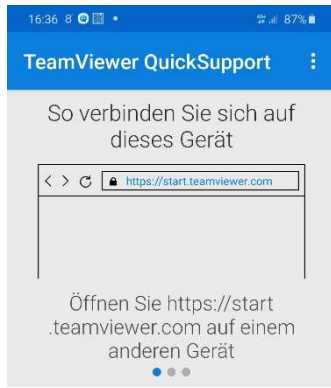 16:36 8 87%
TeamViewer QuickSupport
So verbinden Sie sich auf
dieses Gerät
https://start.teamviewer.com
Öffnen Sie https://start
.teamviewer.com auf einem
anderen Gerät